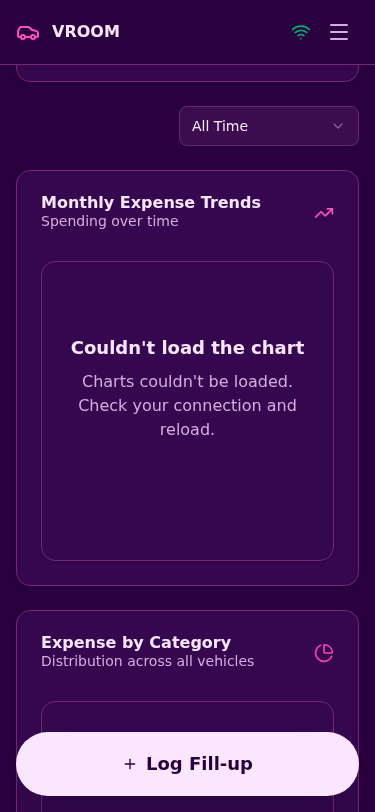 VROOM
All Time
Monthly Expense Trends
Spending over time
Couldn't load the chart
Charts couldn't be loaded.
Check your connection and
reload.
Expense by Category
Distribution across all vehicles
+ Log Fill-up